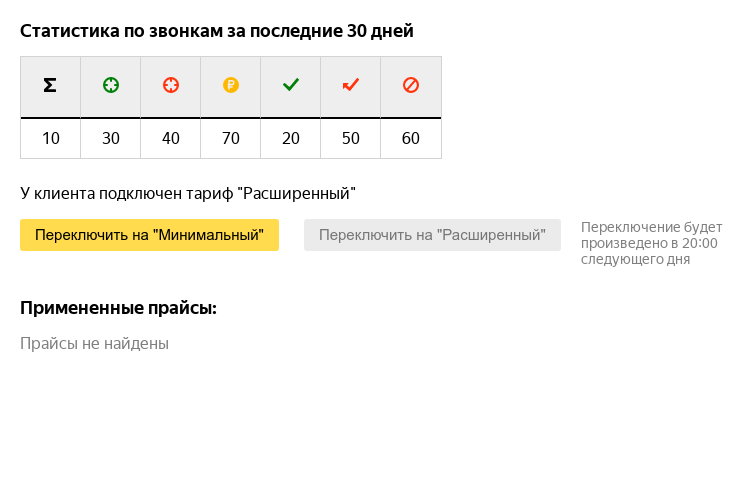 Статистика по звонкам за последние 30 дней
Σ ₽
10 30 40 70 20 50 60
У клиента подключен тариф "Расширенный"
Переключить на "Минимальный" Переключить на "Расширенный"
Переключение будет
произведено в 20:00
следующего дня
Примененные прайсы:
Прайсы не найдены